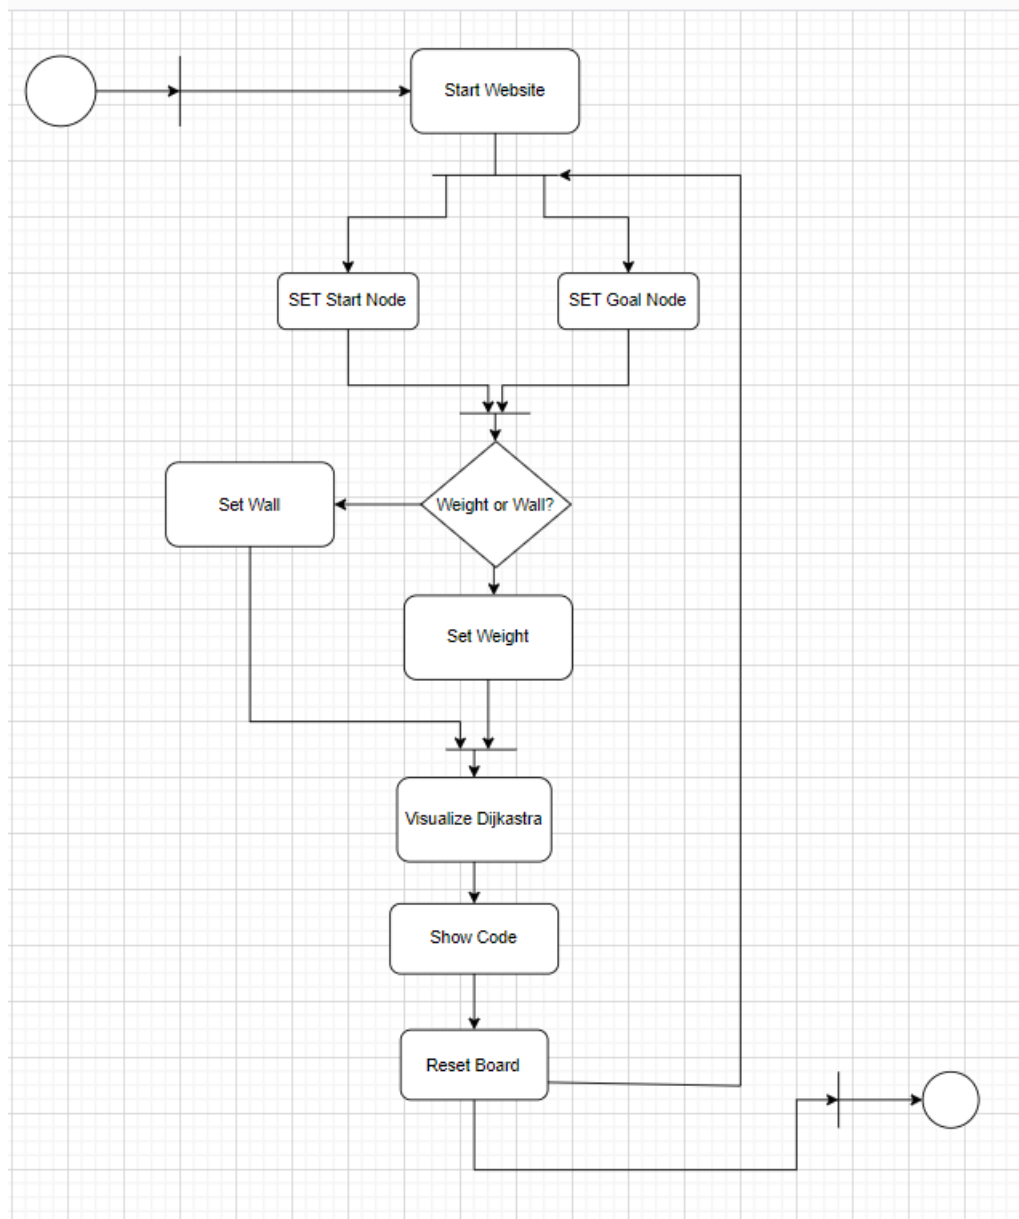 Start Website
SET Start Node
SET Goal Node
Weight or Wall?
Set Wall
Set Weight
Visualize Dijkastra
Show Code
Reset Board